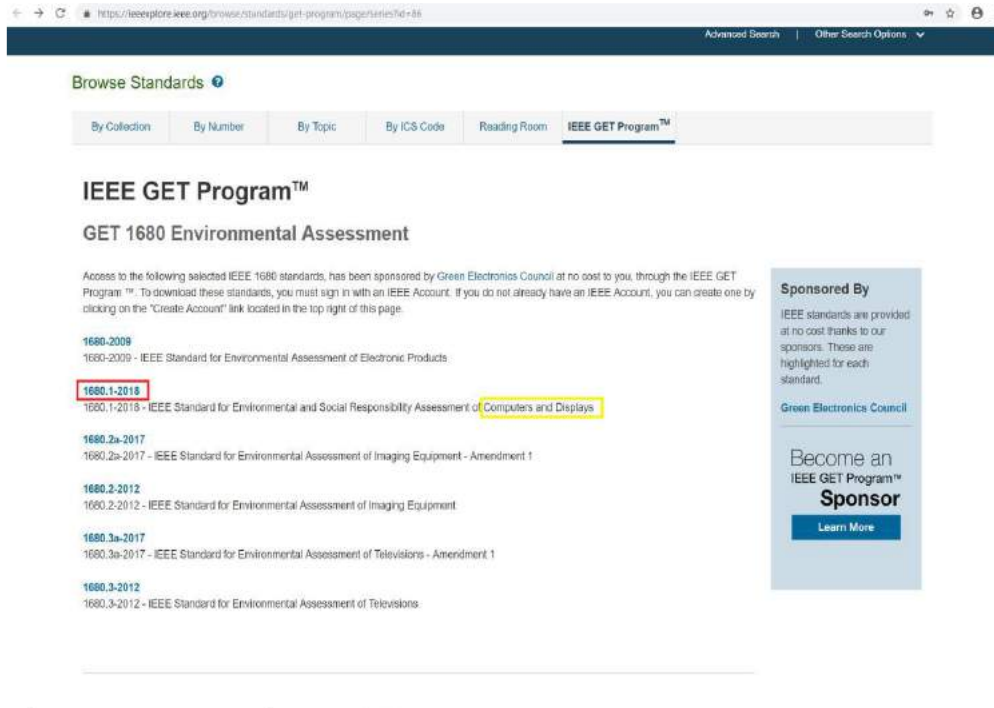 https://ieeexplore.ieee.org/browse/standards/get-program/page/series?id=86
Advanced Search | Other Search Options
Browse Standards
By Collection By Number By Topic By ICS Code Reading Room IEEE GET Program™
IEEE GET Program™
GET 1680 Environmental Assessment
Access to the following selected IEEE 1680 standards, has been sponsored by Green Electronics Council at no cost to you, through the IEEE GET
Program ™. To download these standards, you must sign in with an IEEE Account. If you do not already have an IEEE Account, you can create one by
clicking on the "Create Account" link located in the top right of this page.
1680-2009
1680-2009 - IEEE Standard for Environmental Assessment of Electronic Products
1680.1-2018
1680.1-2018 - IEEE Standard for Environmental and Social Responsibility Assessment of Computers and Displays
1680.2a-2017
1680.2a-2017 - IEEE Standard for Environmental Assessment of Imaging Equipment - Amendment 1
1680.2-2012
1680.2-2012 - IEEE Standard for Environmental Assessment of Imaging Equipment
1680.3a-2017
1680.3a-2017 - IEEE Standard for Environmental Assessment of Televisions - Amendment 1
1680.3-2012
1680.3-2012 - IEEE Standard for Environmental Assessment of Televisions
Sponsored By
IEEE standards are provided
at no cost thanks to our
sponsors. These are
highlighted for each
standard.
Green Electronics Council
Become an
IEEE GET Program™
Sponsor
Learn More